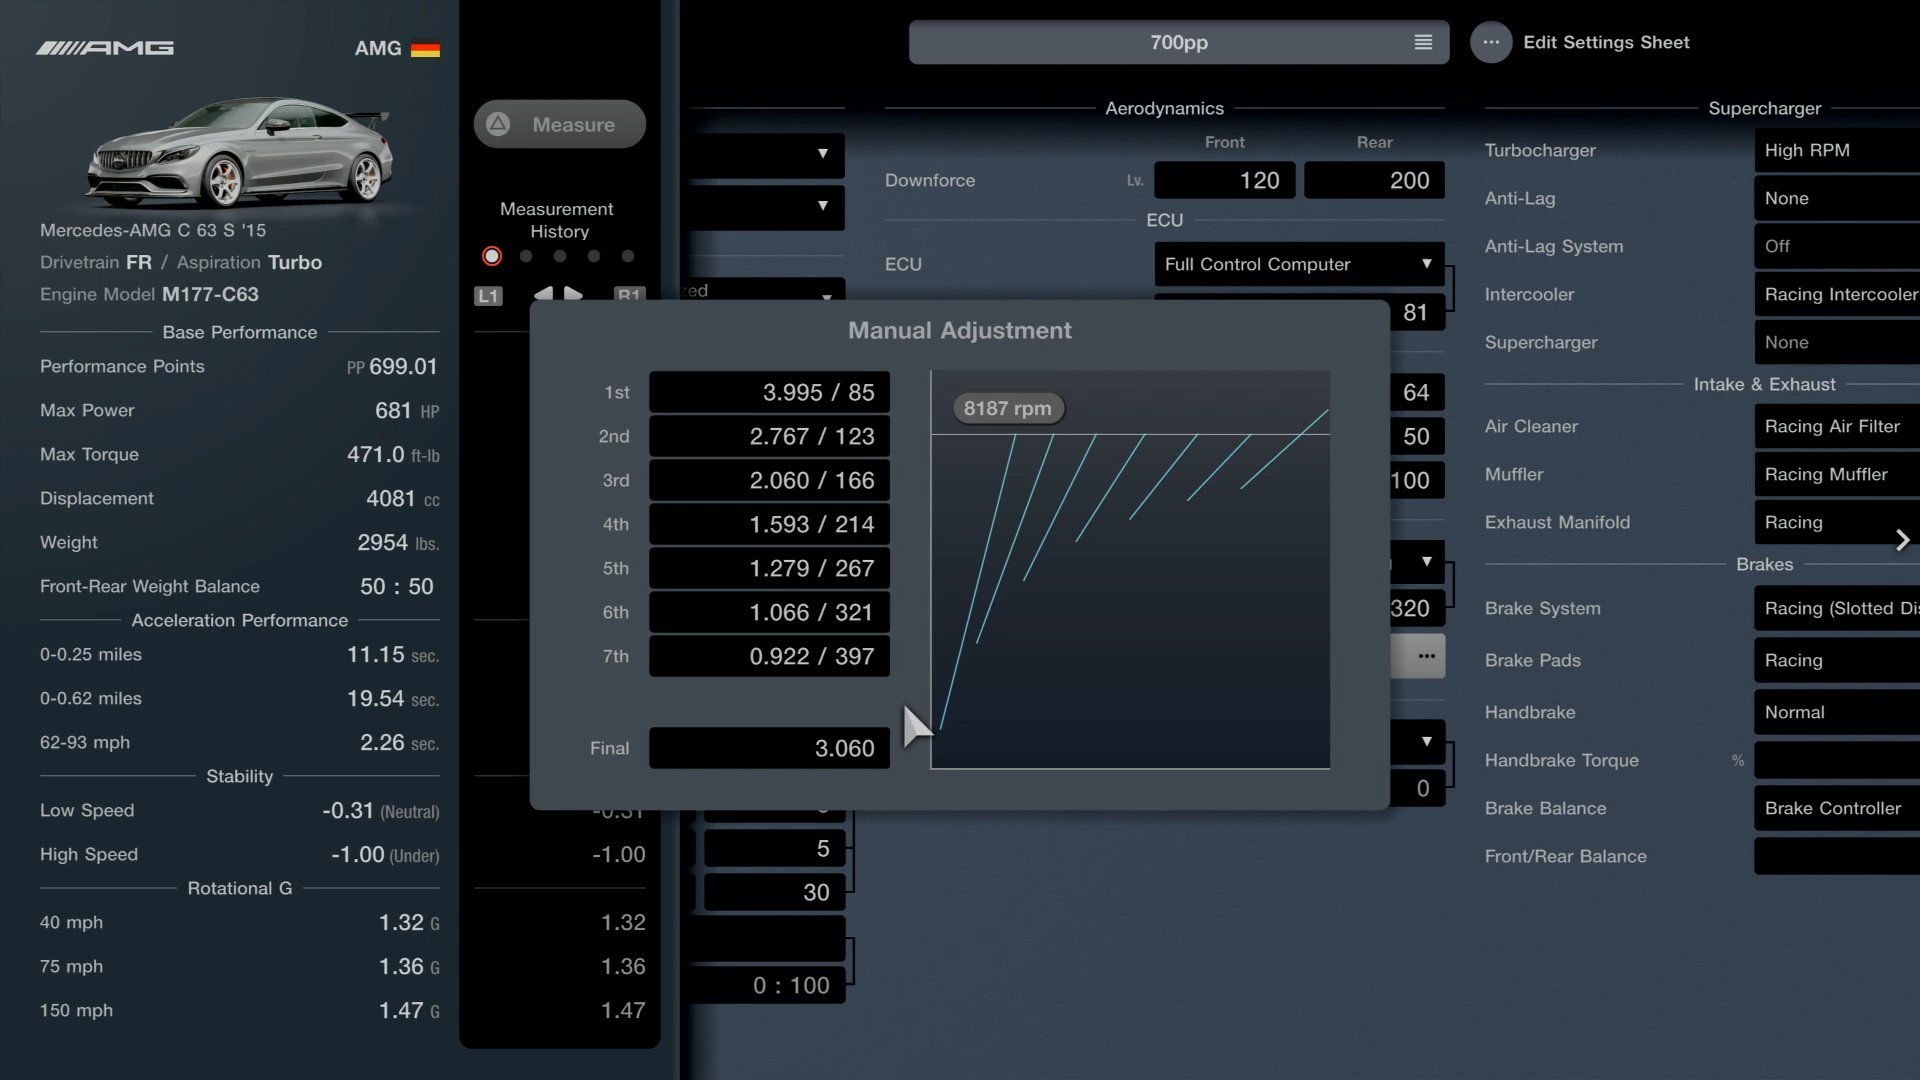 AMG
AMG
Mercedes-AMG C 63 S '15
Drivetrain FR / Aspiration Turbo
Engine Model M177-C63
Base Performance
Performance Points PP 699.01
Max Power 681 HP
Max Torque 471.0 ft-lb
Displacement 4081 cc
Weight 2954 lbs.
Front-Rear Weight Balance 50 : 50
Acceleration Performance
0-0.25 miles 11.15 sec.
0-0.62 miles 19.54 sec.
62-93 mph 2.26 sec.
Stability
Low Speed -0.31 (Neutral)
High Speed -1.00 (Under)
Rotational G
40 mph 1.32 G
75 mph 1.36 G
150 mph 1.47 G
Measure
Measurement
History
L1 R1
-0.31
-1.00
1.32
1.36
1.47
5
30
0 : 100
700pp
Edit Settings Sheet
Aerodynamics
Front Rear
Downforce Lv. 120 200
ECU
ECU Full Control Computer
81
64
50
100
320
0
Manual Adjustment
1st 3.995 / 85
2nd 2.767 / 123
3rd 2.060 / 166
4th 1.593 / 214
5th 1.279 / 267
6th 1.066 / 321
7th 0.922 / 397
Final 3.060
8187 rpm
Supercharger
Turbocharger High RPM
Anti-Lag None
Anti-Lag System Off
Intercooler Racing Intercooler
Supercharger None
Intake & Exhaust
Air Cleaner Racing Air Filter
Muffler Racing Muffler
Exhaust Manifold Racing
Brakes
Brake System Racing (Slotted Dis
Brake Pads Racing
Handbrake Normal
Handbrake Torque %
Brake Balance Brake Controller
Front/Rear Balance